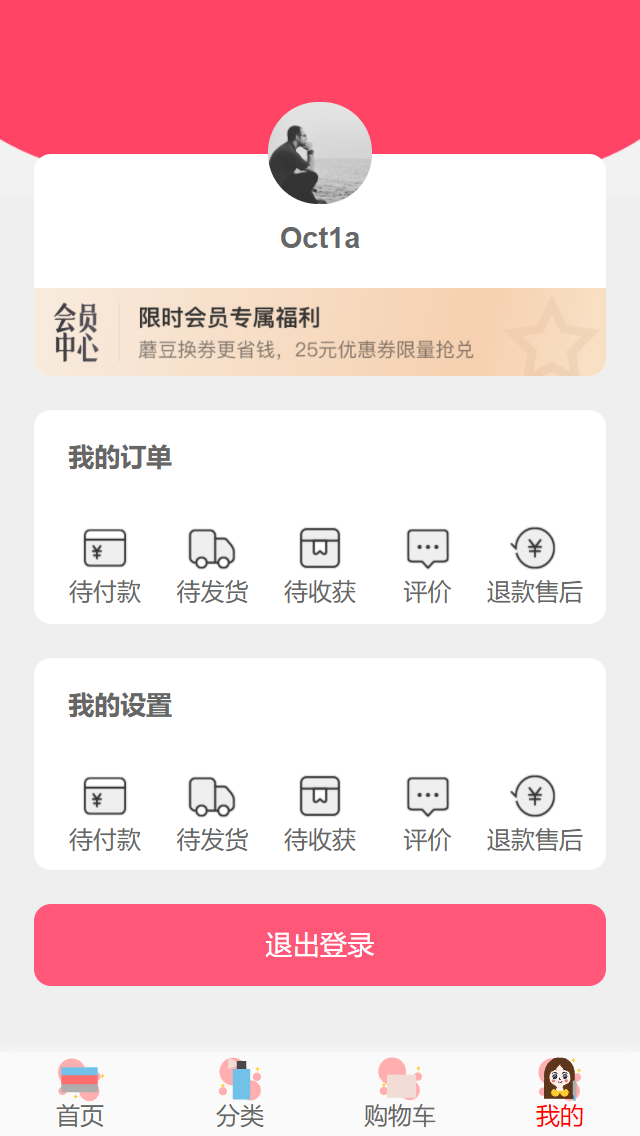 Oct1a
会员
中心
限时会员专属福利
蘑豆换券更省钱，25元优惠券限量抢兑
我的订单
待付款 待发货 待收获 评价 退款售后
我的设置
待付款 待发货 待收获 评价 退款售后
退出登录
首页 分类 购物车 我的